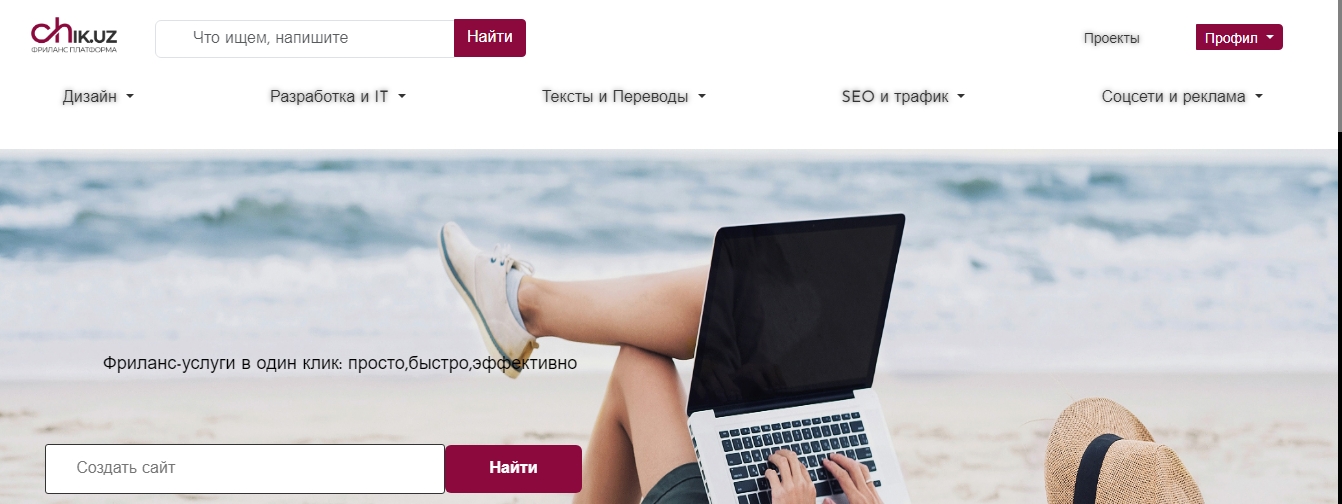 chIK.UZ
ФРИЛАНС ПЛАТФОРМА
Что ищем, напишите
Найти
Проекты
Профил
Дизайн
Разработка и IT
Тексты и Переводы
SEO и трафик
Соцсети и реклама
Фриланс-услуги в один клик: просто,быстро,эффективно
Создать сайт
Найти